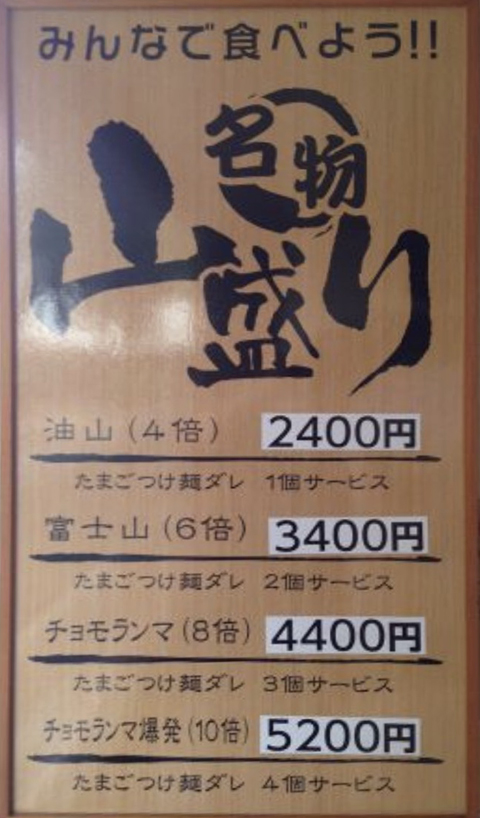 みんなで食べよう!!
名物
山盛り
油山(4倍) 2400円
たまごつけ麺ダレ 1個サービス
富士山(6倍) 3400円
たまごつけ麺ダレ 2個サービス
チョモランマ(8倍) 4400円
たまごつけ麺ダレ 3個サービス
チョモランマ爆発(10倍) 5200円
たまごつけ麺ダレ 4個サービス